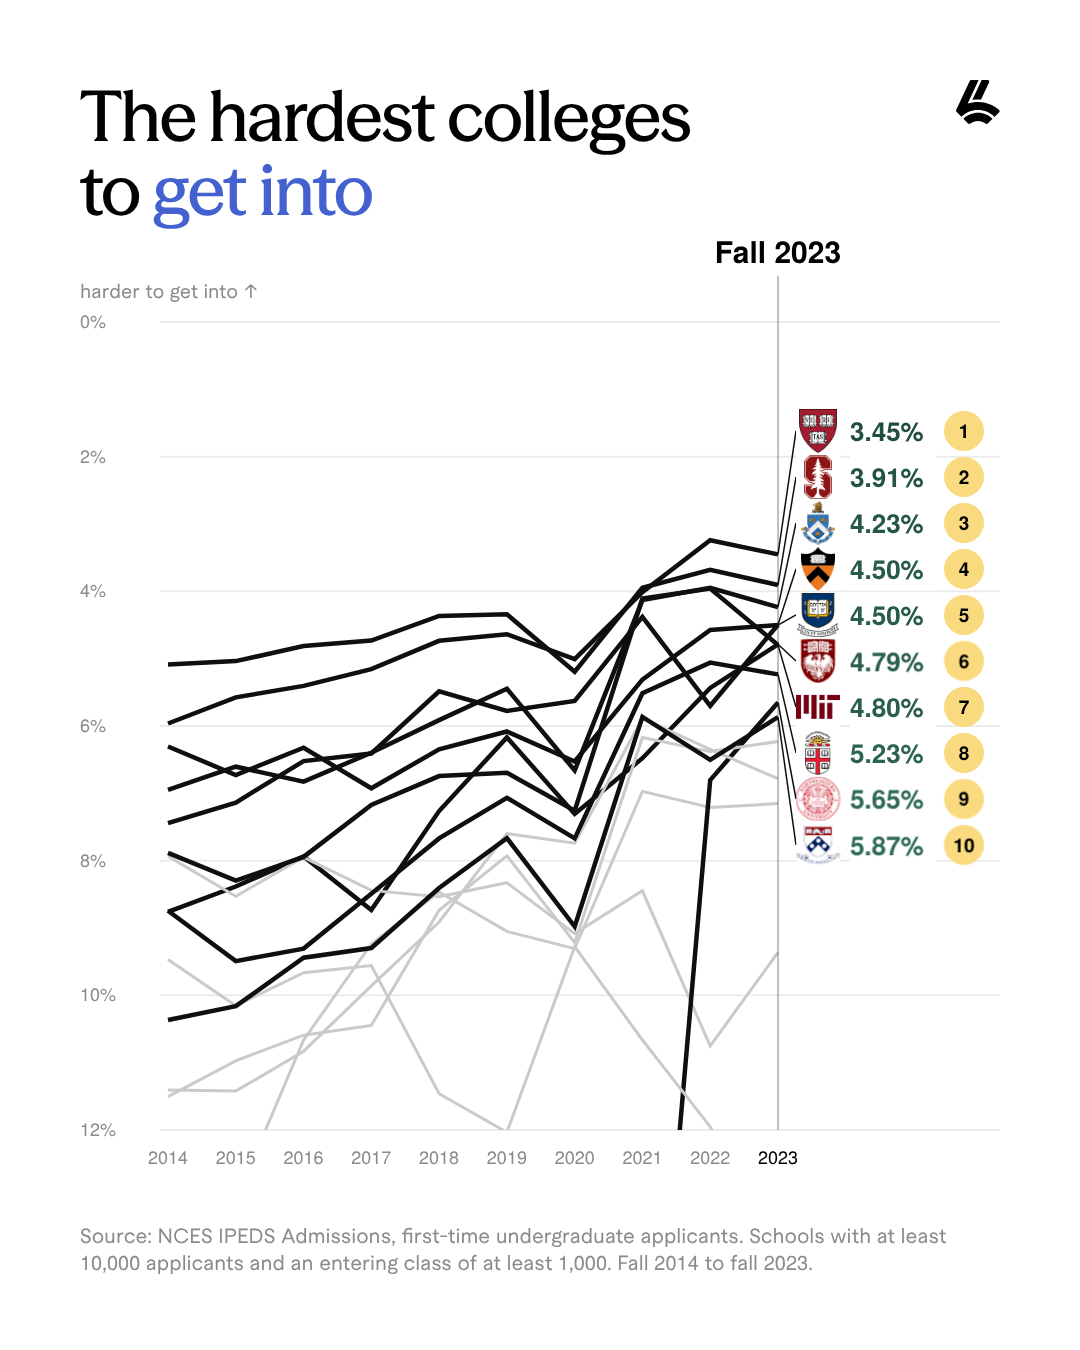 The hardest colleges
to get into
Fall 2023
harder to get into ↑
0%
2%
4%
6%
8%
10%
12%
3.45% 1
3.91% 2
4.23% 3
4.50% 4
4.50% 5
4.79% 6
MIT 4.80% 7
5.23% 8
5.65% 9
5.87% 10
2014 2015 2016 2017 2018 2019 2020 2021 2022 2023
Source: NCES IPEDS Admissions, first-time undergraduate applicants. Schools with at least
10,000 applicants and an entering class of at least 1,000. Fall 2014 to fall 2023.